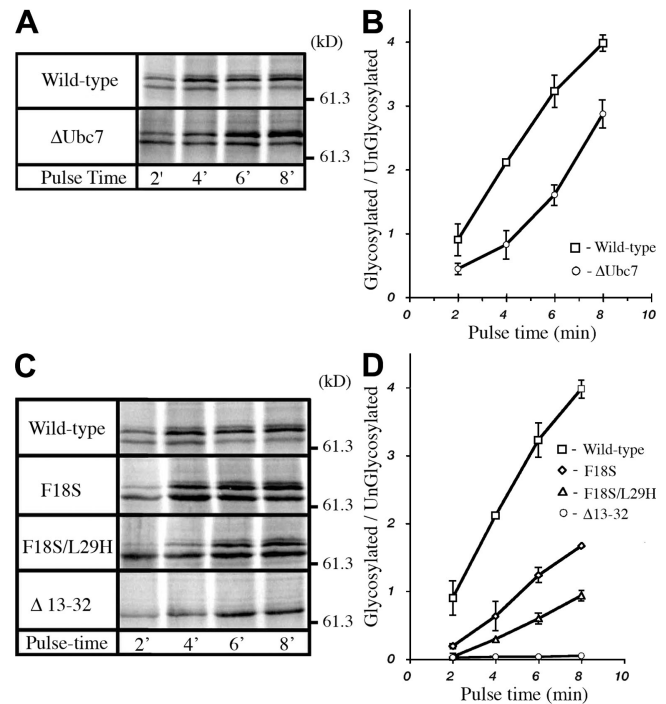 A
(kD)
Wild-type
61.3
ΔUbc7
61.3
Pulse Time 2' 4' 6' 8'
B
Glycosylated / UnGlycosylated
4
3
2
1
0
0 2 4 6 8 10
Pulse time (min)
- Wild-type
- ΔUbc7
C
(kD)
Wild-type
61.3
F18S
61.3
F18S/L29H
61.3
Δ 13-32
61.3
Pulse-time 2' 4' 6' 8'
D
Glycosylated / UnGlycosylated
4
3
2
1
0
0 2 4 6 8 10
Pulse time (min)
- Wild-type
- F18S
- F18S/L29H
- Δ13-32